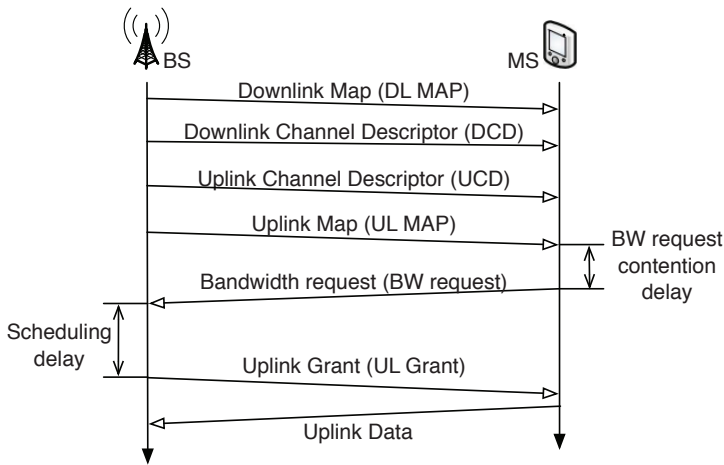 BS
MS
Downlink Map (DL MAP)
Downlink Channel Descriptor (DCD)
Uplink Channel Descriptor (UCD)
Uplink Map (UL MAP)
BW request
contention
delay
Bandwidth request (BW request)
Scheduling
delay
Uplink Grant (UL Grant)
Uplink Data